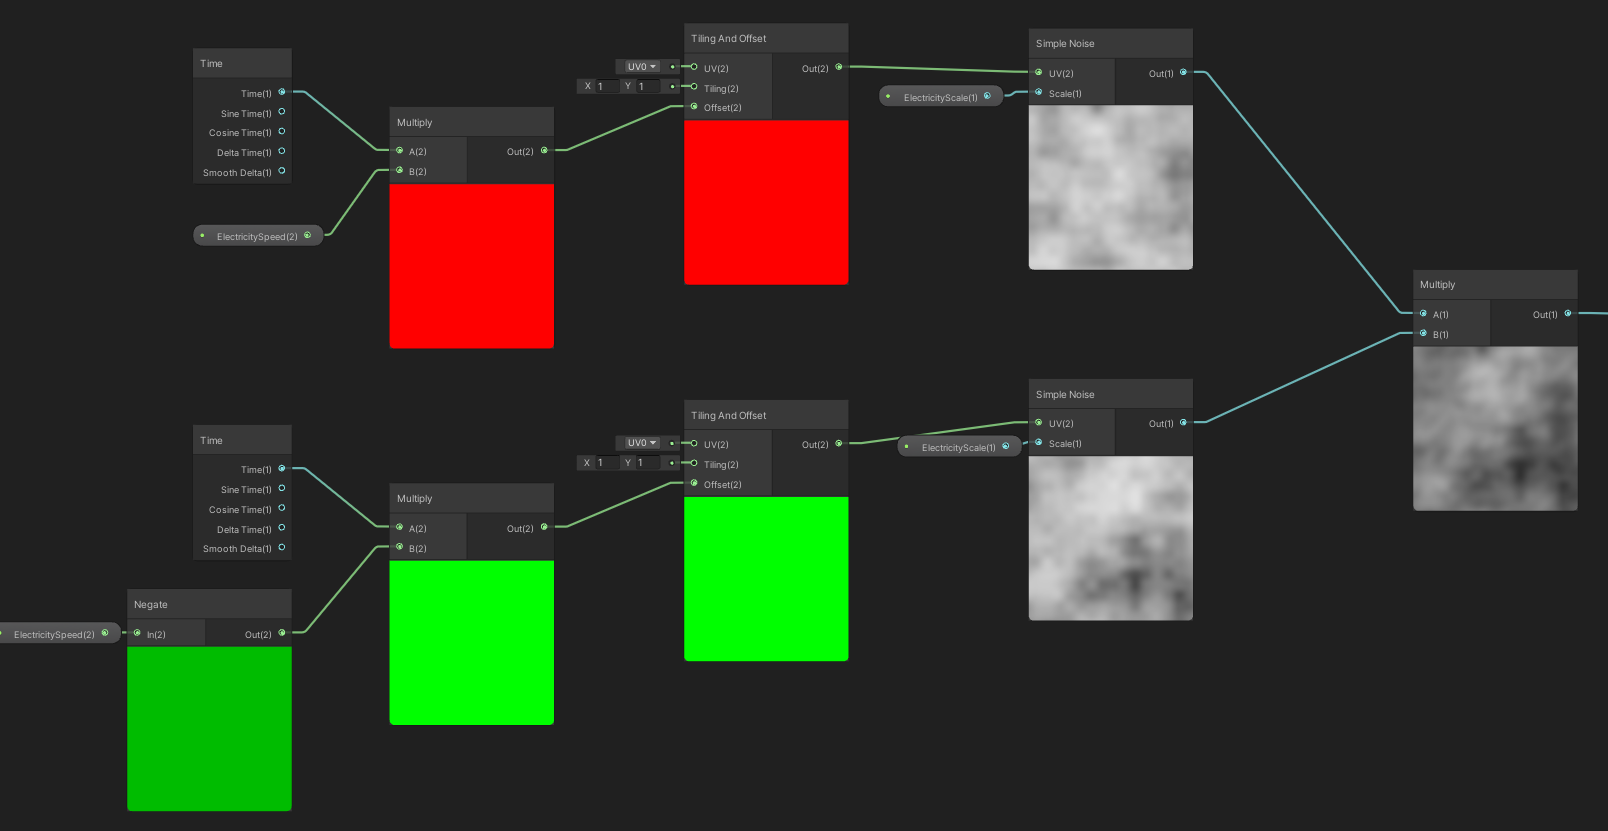 Time
Time(1)
Sine Time(1)
Cosine Time(1)
Delta Time(1)
Smooth Delta(1)
ElectricitySpeed(2)
Multiply
A(2)
Out(2)
B(2)
UV0
X 1 Y 1
Tiling And Offset
UV(2)
Out(2)
Tiling(2)
Offset(2)
ElectricityScale(1)
Simple Noise
UV(2)
Out(1)
Scale(1)
Multiply
A(1)
Out(1)
B(1)
Time
Time(1)
Sine Time(1)
Cosine Time(1)
Delta Time(1)
Smooth Delta(1)
ElectricitySpeed(2)
Negate
In(2)
Out(2)
Multiply
A(2)
Out(2)
B(2)
UV0
X 1 Y 1
Tiling And Offset
UV(2)
Out(2)
Tiling(2)
Offset(2)
ElectricityScale(1)
Simple Noise
UV(2)
Out(1)
Scale(1)